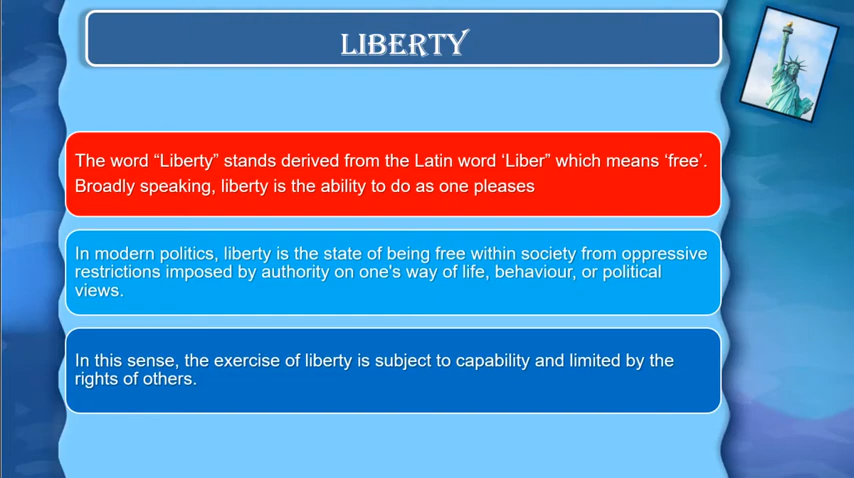 LIBERTY
The word “Liberty” stands derived from the Latin word ‘Liber” which means ‘free’.
Broadly speaking, liberty is the ability to do as one pleases
In modern politics, liberty is the state of being free within society from oppressive
restrictions imposed by authority on one's way of life, behaviour, or political
views.
In this sense, the exercise of liberty is subject to capability and limited by the
rights of others.